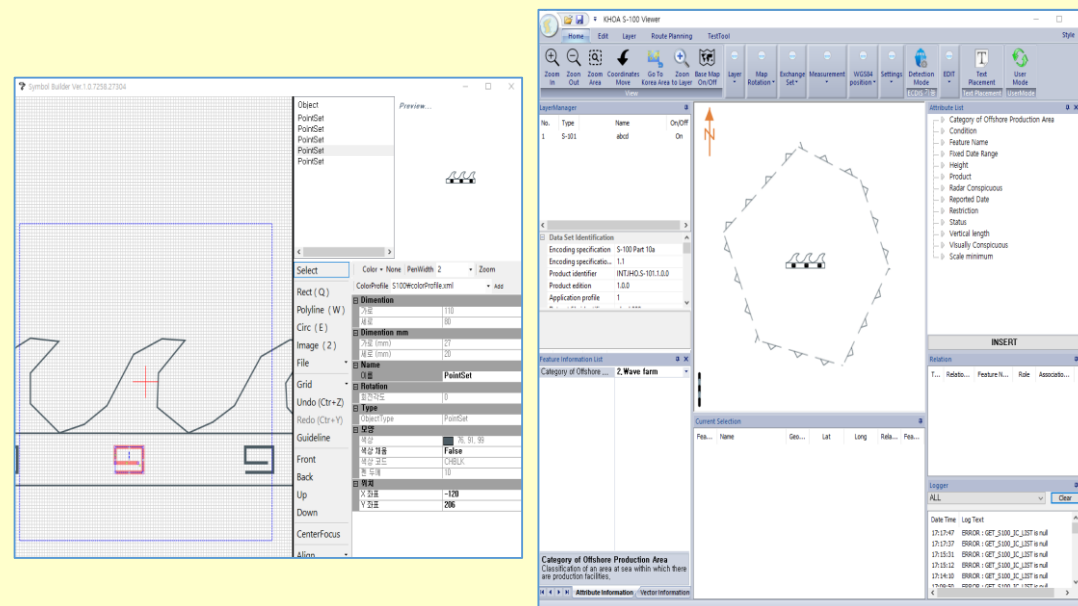 Symbol Builder Ver.1.0.7258.27304
Object
PointSet
PointSet
PointSet
PointSet
PointSet
Preview...
Select
Rect ( Q )
Polyline ( W )
Circ ( E )
Image ( 2 )
File
Grid
Undo (Ctr+Z)
Redo (Ctr+Y)
Guideline
Front
Back
Up
Down
CenterFocus
Align
Color None PenWidth 2 Zoom
ColorProfile S100#colorProfile.xml Add
Dimention
가로 110
세로 80
Dimention mm
가로 (mm) 27
세로 (mm) 20
Name
이름 PointSet
Rotation
회전각도 0
Type
ObjectType PointSet
모양
색상 76, 91, 99
색상 채움 False
색상 코드 CHBLK
펜 두께 10
위치
X 좌표 -120
Y 좌표 206
KHOA S-100 Viewer
Home Edit Layer Route Planning TestTool Style
Zoom In
Zoom Out
Zoom Area
Coordinates Move
Go To Korea Area
Zoom to Layer
Base Map On/Off
Layer
Map Rotation
Exchange Set
Measurement
WGS84 position
Settings
Detection Mode
EDIT
Text Placement
User Mode
View
Text Placement
UserMode
LayerManager
No. Type Name On/Off
1 S-101 abcd On
Data Set Identification
Encoding specification S-100 Part 10a
Encoding specificatio... 1.1
Product identifier INT.IHO.S-101.1.0.0
Product edition 1.0.0
Application profile 1
Feature Information List
Category of Offshore ... 2, Wave farm
Category of Offshore Production Area
Classification of an area at sea within which there
are production facilities,
Attribute Information Vector Information
N
Current Selection
Fea... Name Geo... Lat Long Rela... Fea...
Attribute List
Category of Offshore Production Area
Condition
Feature Name
Fixed Date Range
Height
Product
Radar Conspicuous
Reported Date
Restriction
Status
Vertical length
Visually Conspicuous
Scale minimum
INSERT
Relation
T... Relatio... Feature N... Role Associatio...
Logger
ALL Clear
Date Time Log Text
17:17:47 ERROR : GET_S100_IC_LIST is null
17:17:37 ERROR : GET_S100_IC_LIST is null
17:15:31 ERROR : GET_S100_IC_LIST is null
17:15:12 ERROR : GET_S100_IC_LIST is null
17:14:10 ERROR : GET_S100_IC_LIST is null